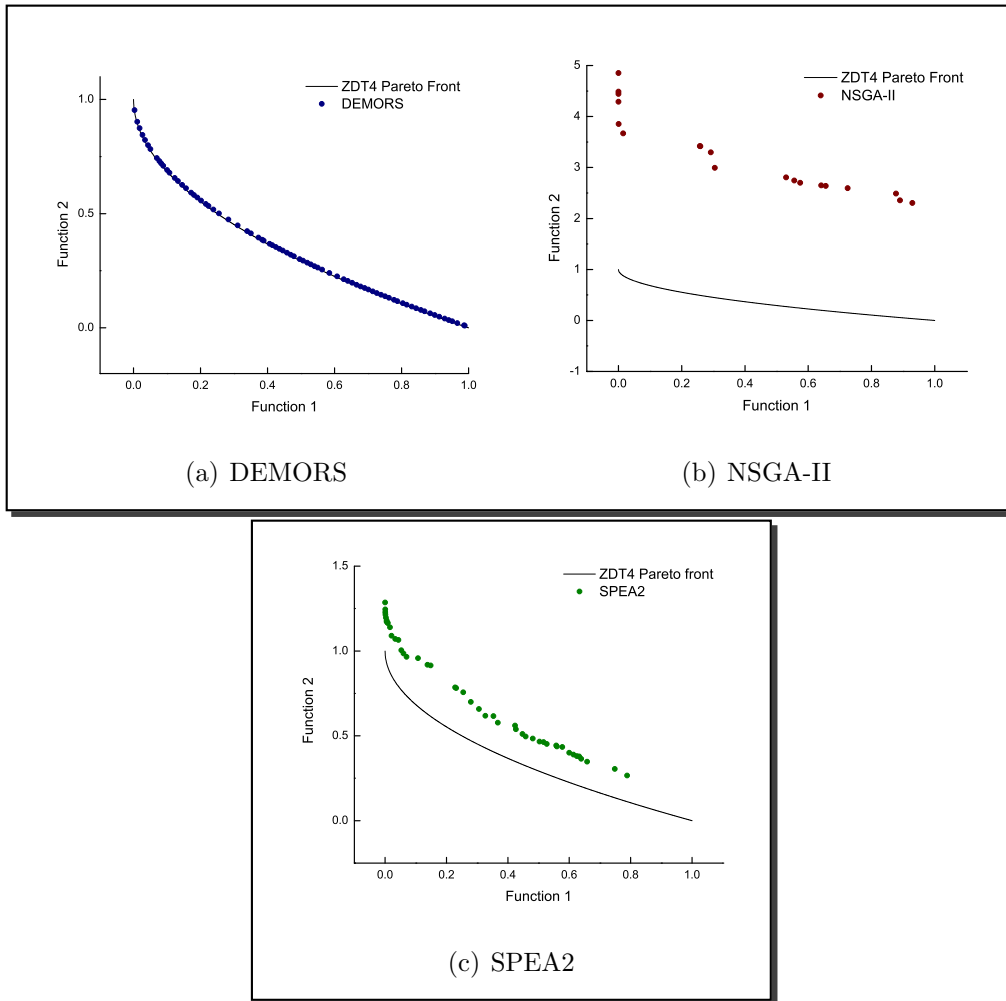 ZDT4 Pareto Front
DEMORS
1.0
0.5
0.0
Function 2
0.0 0.2 0.4 0.6 0.8 1.0
Function 1
(a) DEMORS
ZDT4 Pareto Front
NSGA-II
5
4
3
2
1
0
-1
Function 2
0.0 0.2 0.4 0.6 0.8 1.0
Function 1
(b) NSGA-II
ZDT4 Pareto front
SPEA2
1.5
1.0
0.5
0.0
Function 2
0.0 0.2 0.4 0.6 0.8 1.0
Function 1
(c) SPEA2